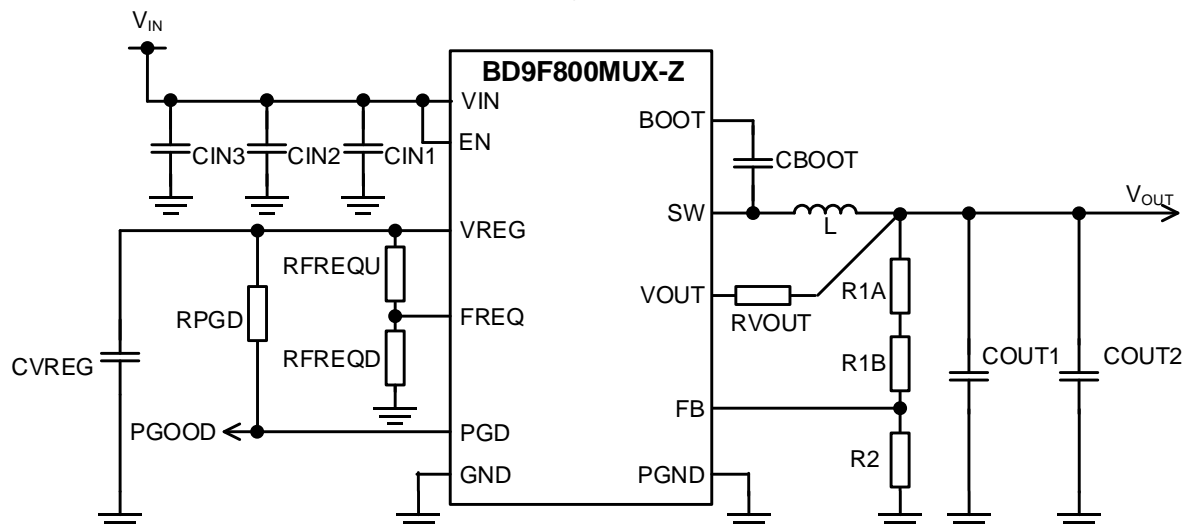 VIN
BD9F800MUX-Z
VIN
BOOT
EN
CIN3
CIN2
CIN1
CBOOT
SW
L
VOUT
VREG
RFREQU
VOUT
RVOUT
R1A
RPGD
FREQ
RFREQD
R1B
COUT1
COUT2
CVREG
FB
PGOOD
PGD
R2
GND
PGND